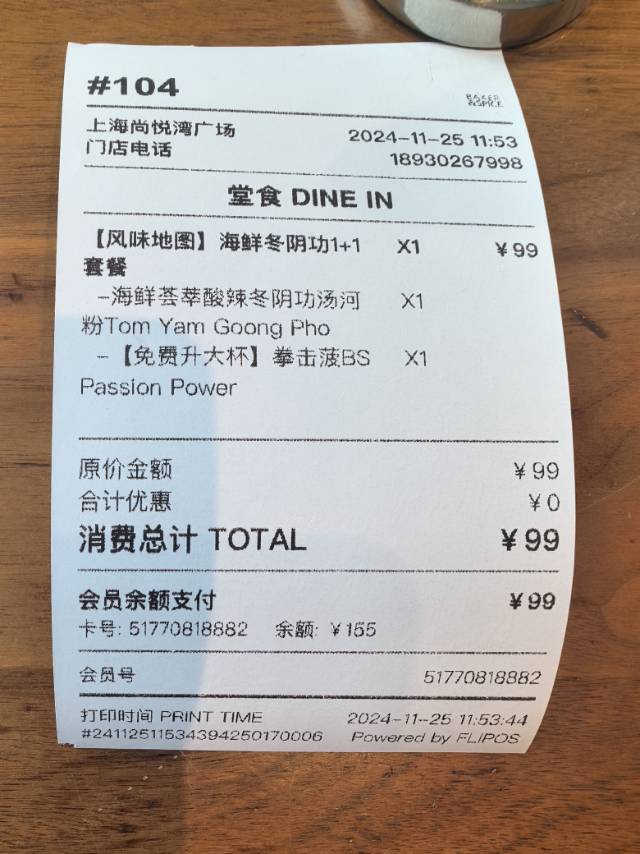 #104
BAKER
&SPICE
上海尚悦湾广场
2024-11-25 11:53
门店电话
18930267998
堂食 DINE IN
【风味地图】海鲜冬阴功1+1 X1 ¥99
套餐
-海鲜荟萃酸辣冬阴功汤河 X1
粉Tom Yam Goong Pho
-【免费升大杯】拳击菠BS X1
Passion Power
原价金额 ¥99
合计优惠 ¥0
消费总计 TOTAL ¥99
会员余额支付 ¥99
卡号: 51770818882 余额: ¥155
会员号 51770818882
打印时间 PRINT TIME 2024-11-25 11:53:44
#241125115343942501​70006 Powered by FLIPOS